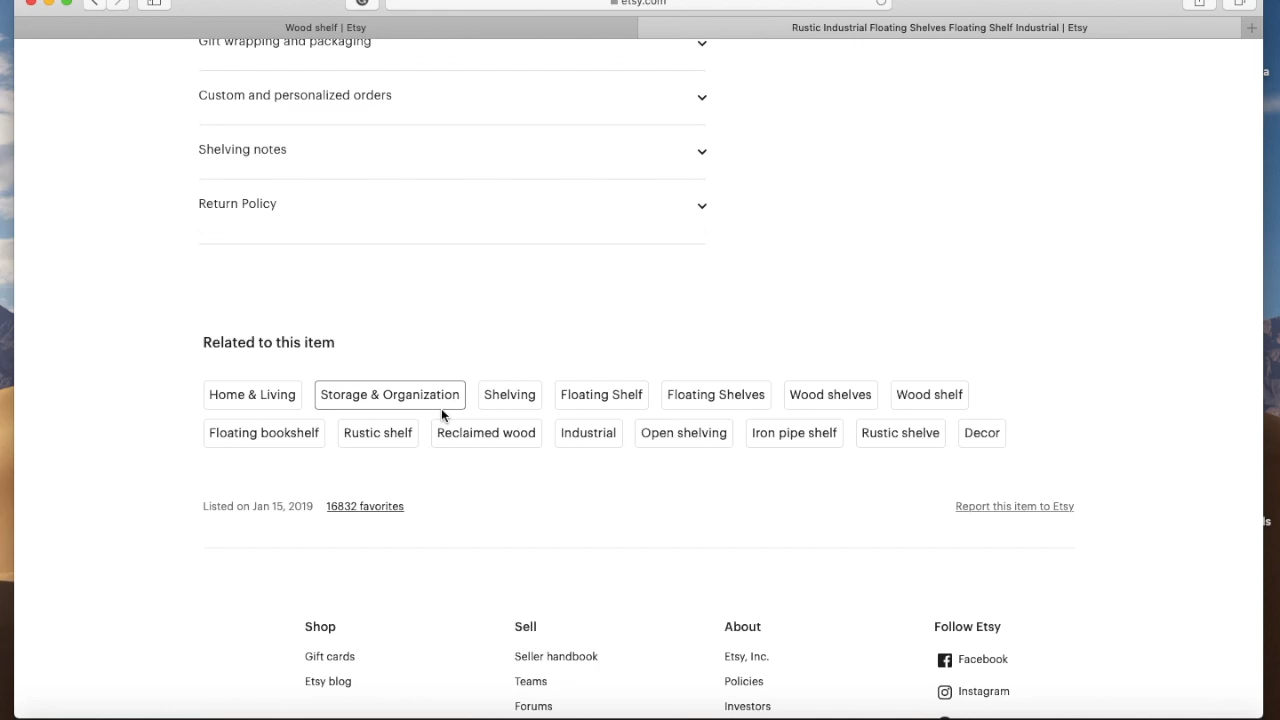 etsy.com
Wood shelf | Etsy
Rustic Industrial Floating Shelves Floating Shelf Industrial | Etsy
Gift wrapping and packaging
Custom and personalized orders
Shelving notes
Return Policy
Related to this item
Home & Living Storage & Organization Shelving Floating Shelf Floating Shelves Wood shelves Wood shelf
Floating bookshelf Rustic shelf Reclaimed wood Industrial Open shelving Iron pipe shelf Rustic shelve Decor
Listed on Jan 15, 2019 16832 favorites Report this item to Etsy
Shop Sell About Follow Etsy
Gift cards Seller handbook Etsy, Inc. Facebook
Etsy blog Teams Policies Instagram
Forums Investors